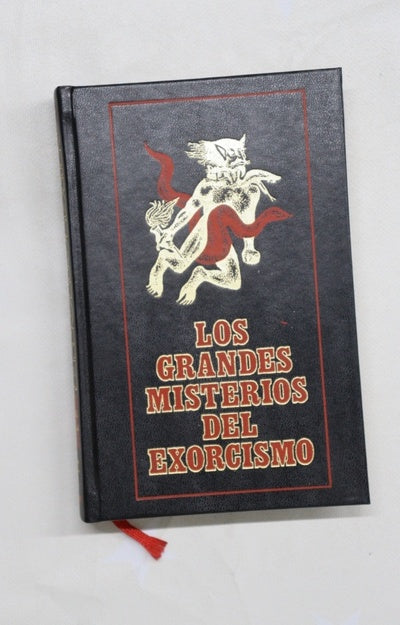 LOS
GRANDES
MISTERIOS
DEL
EXORCISMO